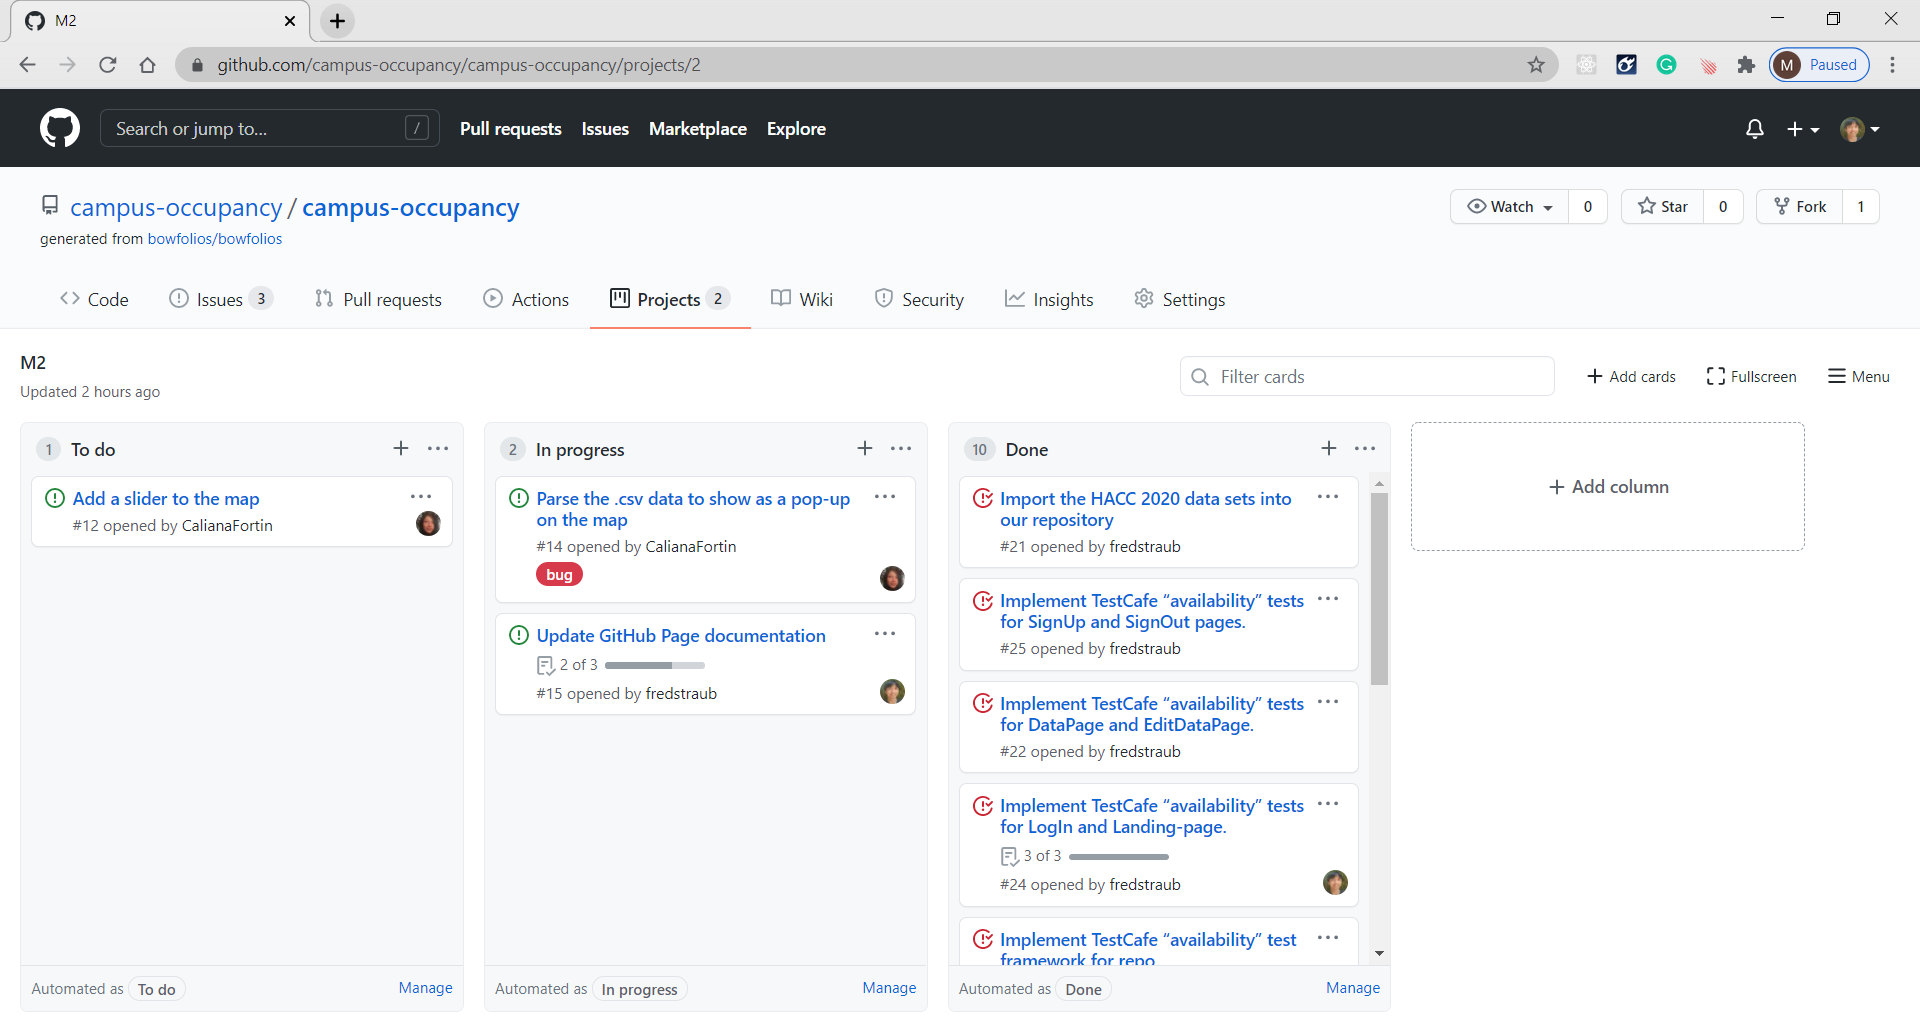 M2
github.com/campus-occupancy/campus-occupancy/projects/2
M Paused
Search or jump to... /
Pull requests Issues Marketplace Explore
campus-occupancy / campus-occupancy
Watch 0 Star 0 Fork 1
generated from bowfolios/bowfolios
Code Issues 3 Pull requests Actions Projects 2 Wiki Security Insights Settings
M2
Updated 2 hours ago
Filter cards
Add cards Fullscreen Menu
1 To do
Add a slider to the map
#12 opened by CalianaFortin
Automated as To do Manage
2 In progress
Parse the .csv data to show as a pop-up
on the map
#14 opened by CalianaFortin
bug
Update GitHub Page documentation
2 of 3
#15 opened by fredstraub
Automated as In progress Manage
10 Done
Import the HACC 2020 data sets into
our repository
#21 opened by fredstraub
Implement TestCafe “availability” tests
for SignUp and SignOut pages.
#25 opened by fredstraub
Implement TestCafe “availability” tests
for DataPage and EditDataPage.
#22 opened by fredstraub
Implement TestCafe “availability” tests
for LogIn and Landing-page.
3 of 3
#24 opened by fredstraub
Implement TestCafe “availability” test
framework for repo
Automated as Done Manage
Add column